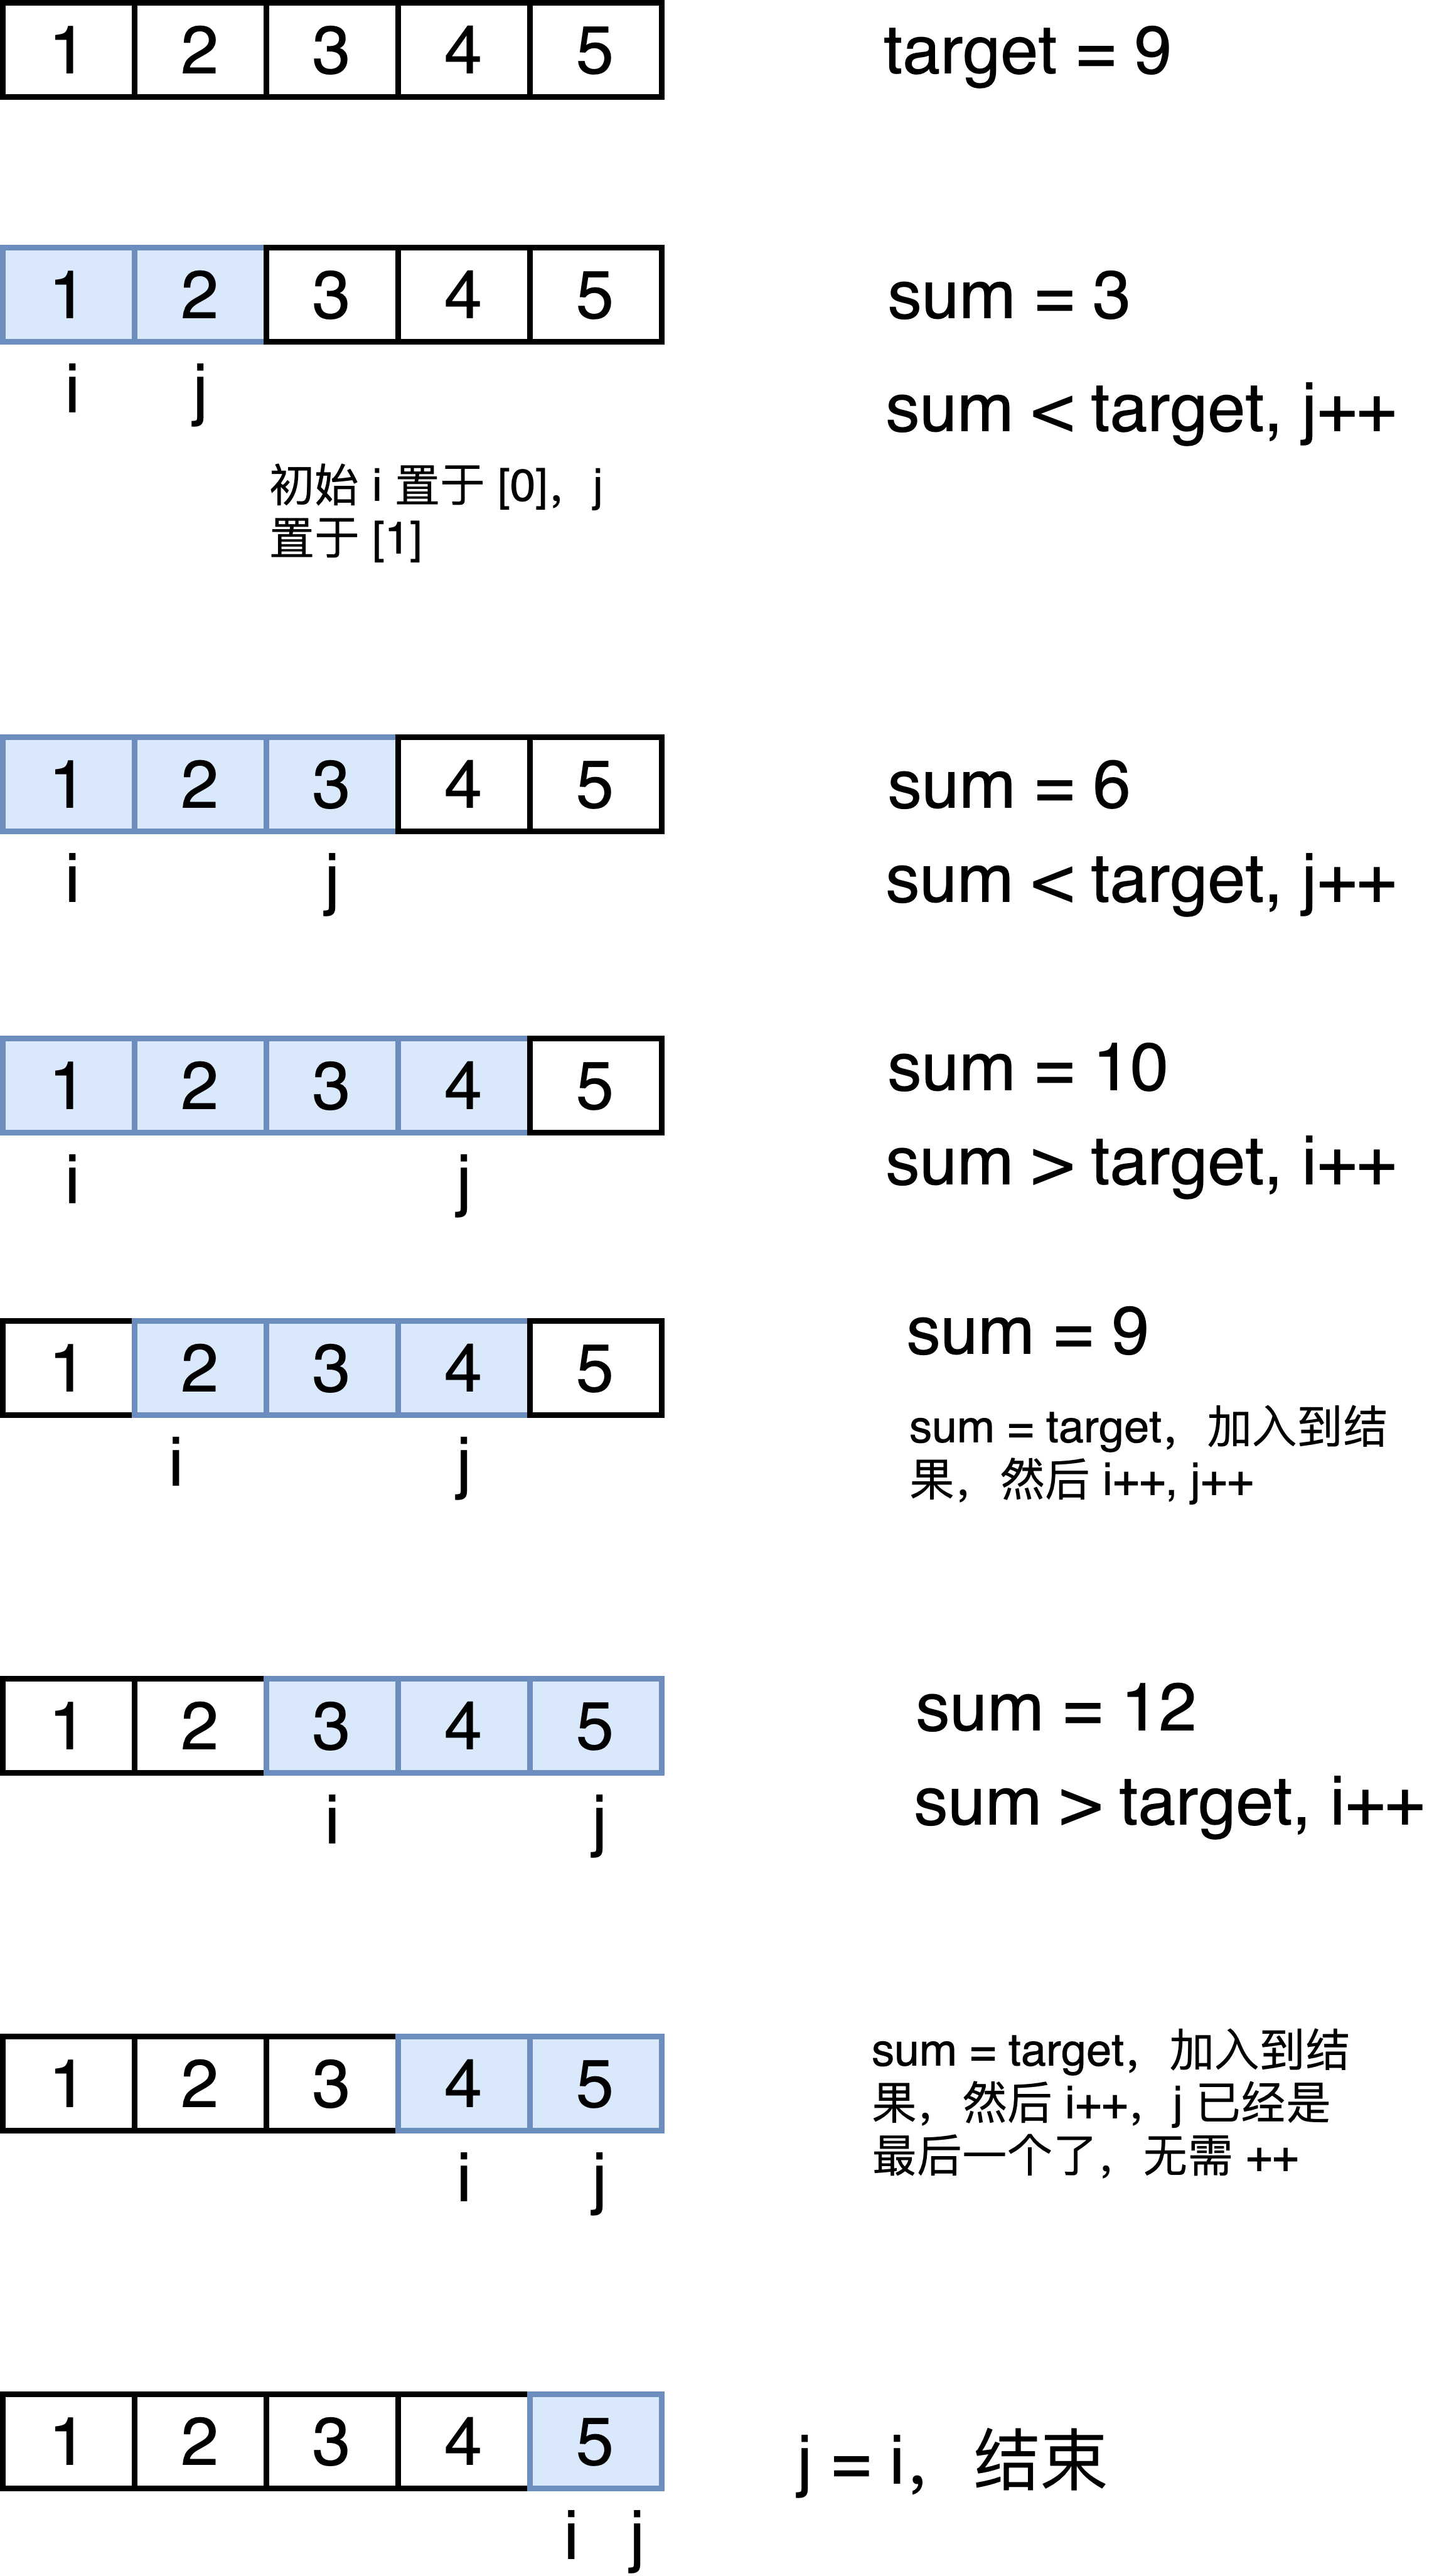 1 2 3 4 5 target = 9
1 2 3 4 5 sum = 3
i j sum < target, j++
初始 i 置于 [0]，j
置于 [1]
1 2 3 4 5 sum = 6
i j sum < target, j++
1 2 3 4 5 sum = 10
i j sum > target, i++
1 2 3 4 5 sum = 9
i j
sum = target，加入到结
果，然后 i++, j++
1 2 3 4 5 sum = 12
i j sum > target, i++
1 2 3 4 5
i j
sum = target，加入到结
果，然后 i++，j 已经是
最后一个了，无需 ++
1 2 3 4 5 j = i，结束
i j